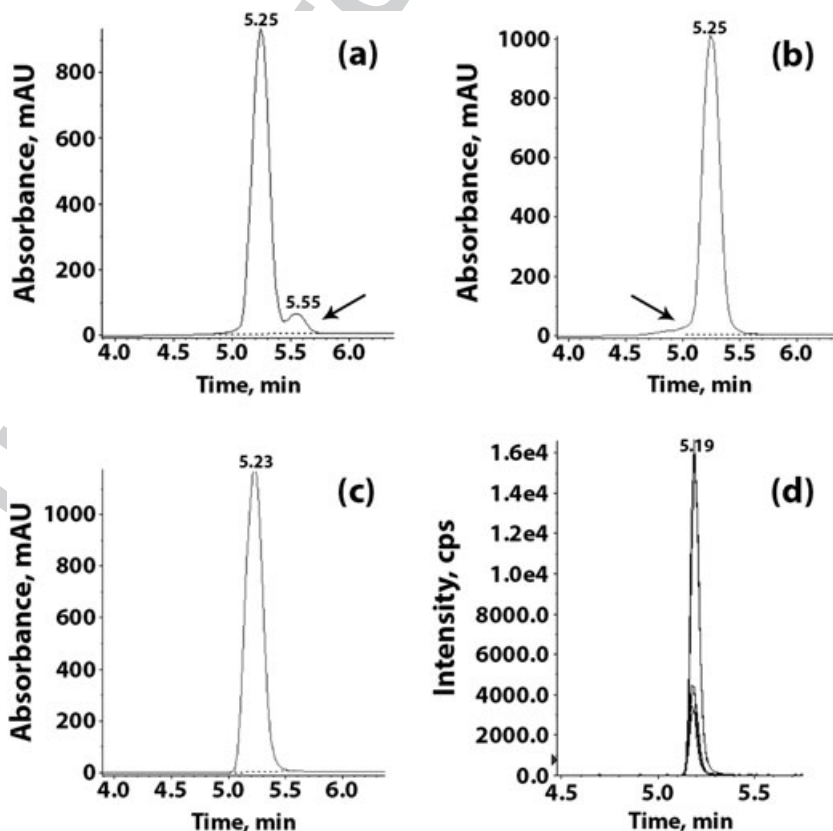 5.25
(a)
Absorbance, mAU
800
600
400
200
0
5.55
4.0 4.5 5.0 5.5 6.0
Time, min
5.25
(b)
Absorbance, mAU
1000
800
600
400
200
0
4.0 4.5 5.0 5.5 6.0
Time, min
5.23
(c)
Absorbance, mAU
1000
800
600
400
200
0
4.0 4.5 5.0 5.5 6.0
Time, min
5.19
(d)
Intensity, cps
1.6e4
1.4e4
1.2e4
1.0e4
8000.0
6000.0
4000.0
2000.0
0.0
4.5 5.0 5.5
Time, min